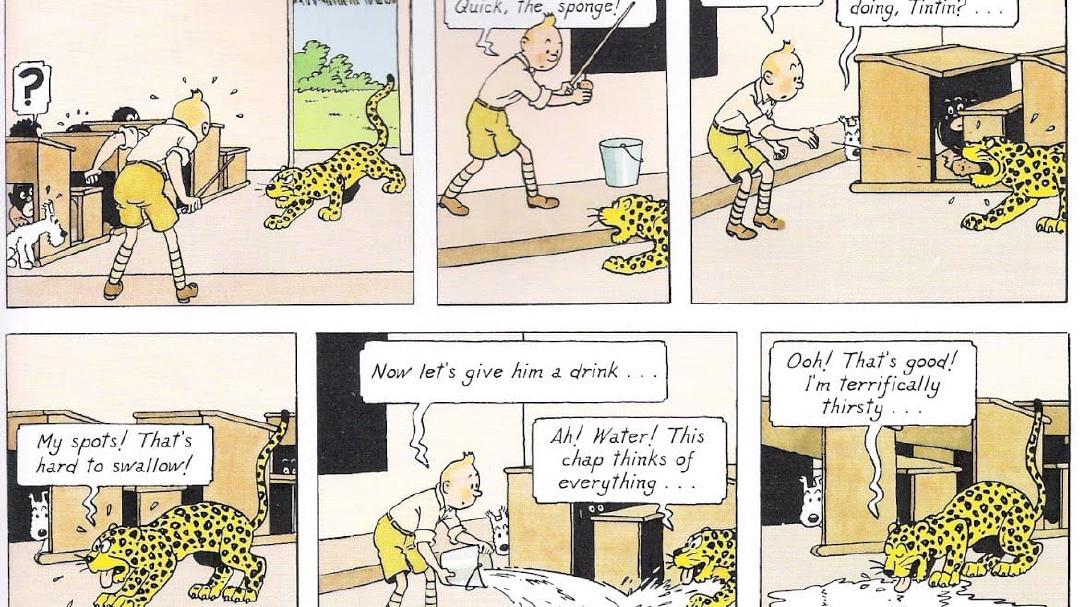 ?
Quick, the sponge!
doing, Tintin? ...
My spots! That's
hard to swallow!
Now let's give him a drink ...
Ah! Water! This
chap thinks of
everything ...
Ooh! That's good!
I'm terrifically
thirsty ...